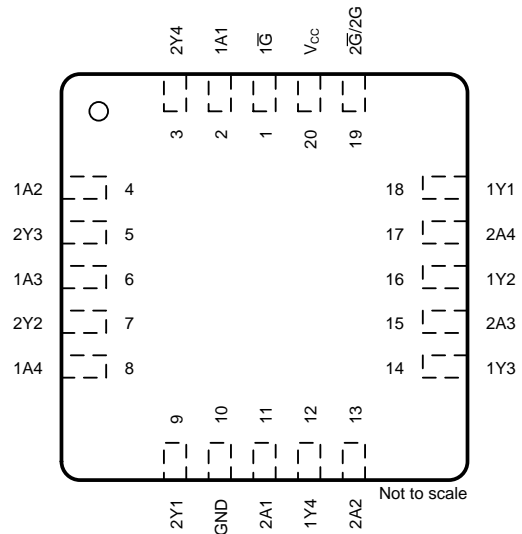 2Y4 1A1 1G̅ Vcc 2G̅/2G
3 2 1 20 19
1A2 4 18 1Y1
2Y3 5 17 2A4
1A3 6 16 1Y2
2Y2 7 15 2A3
1A4 8 14 1Y3
9 10 11 12 13
Not to scale
2Y1 GND 2A1 1Y4 2A2